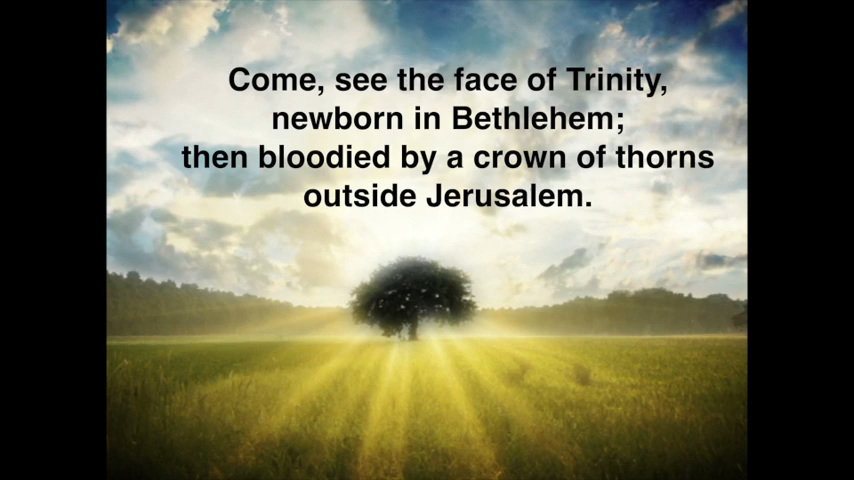 Come, see the face of Trinity,
newborn in Bethlehem;
then bloodied by a crown of thorns
outside Jerusalem.